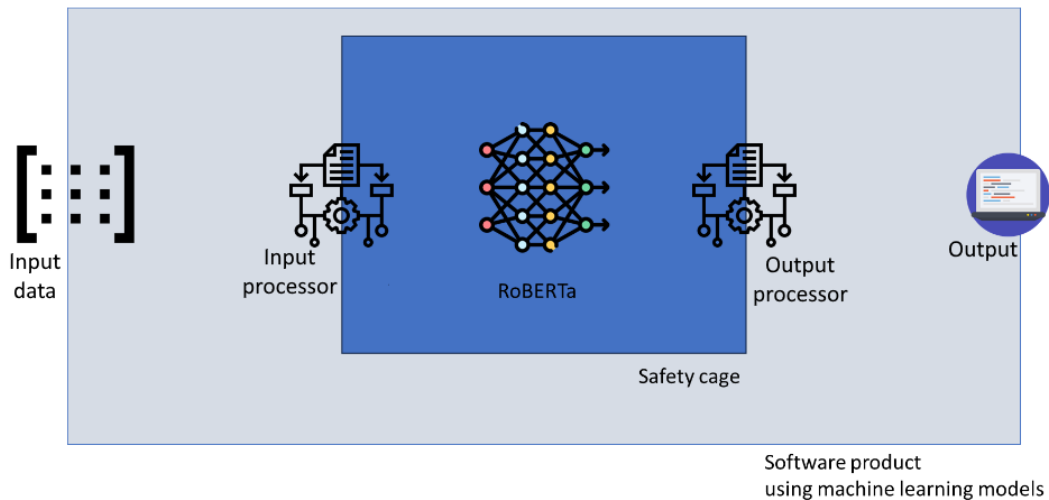 Input
data
Input
processor
RoBERTa
Output
processor
Output
Safety cage
Software product
using machine learning models